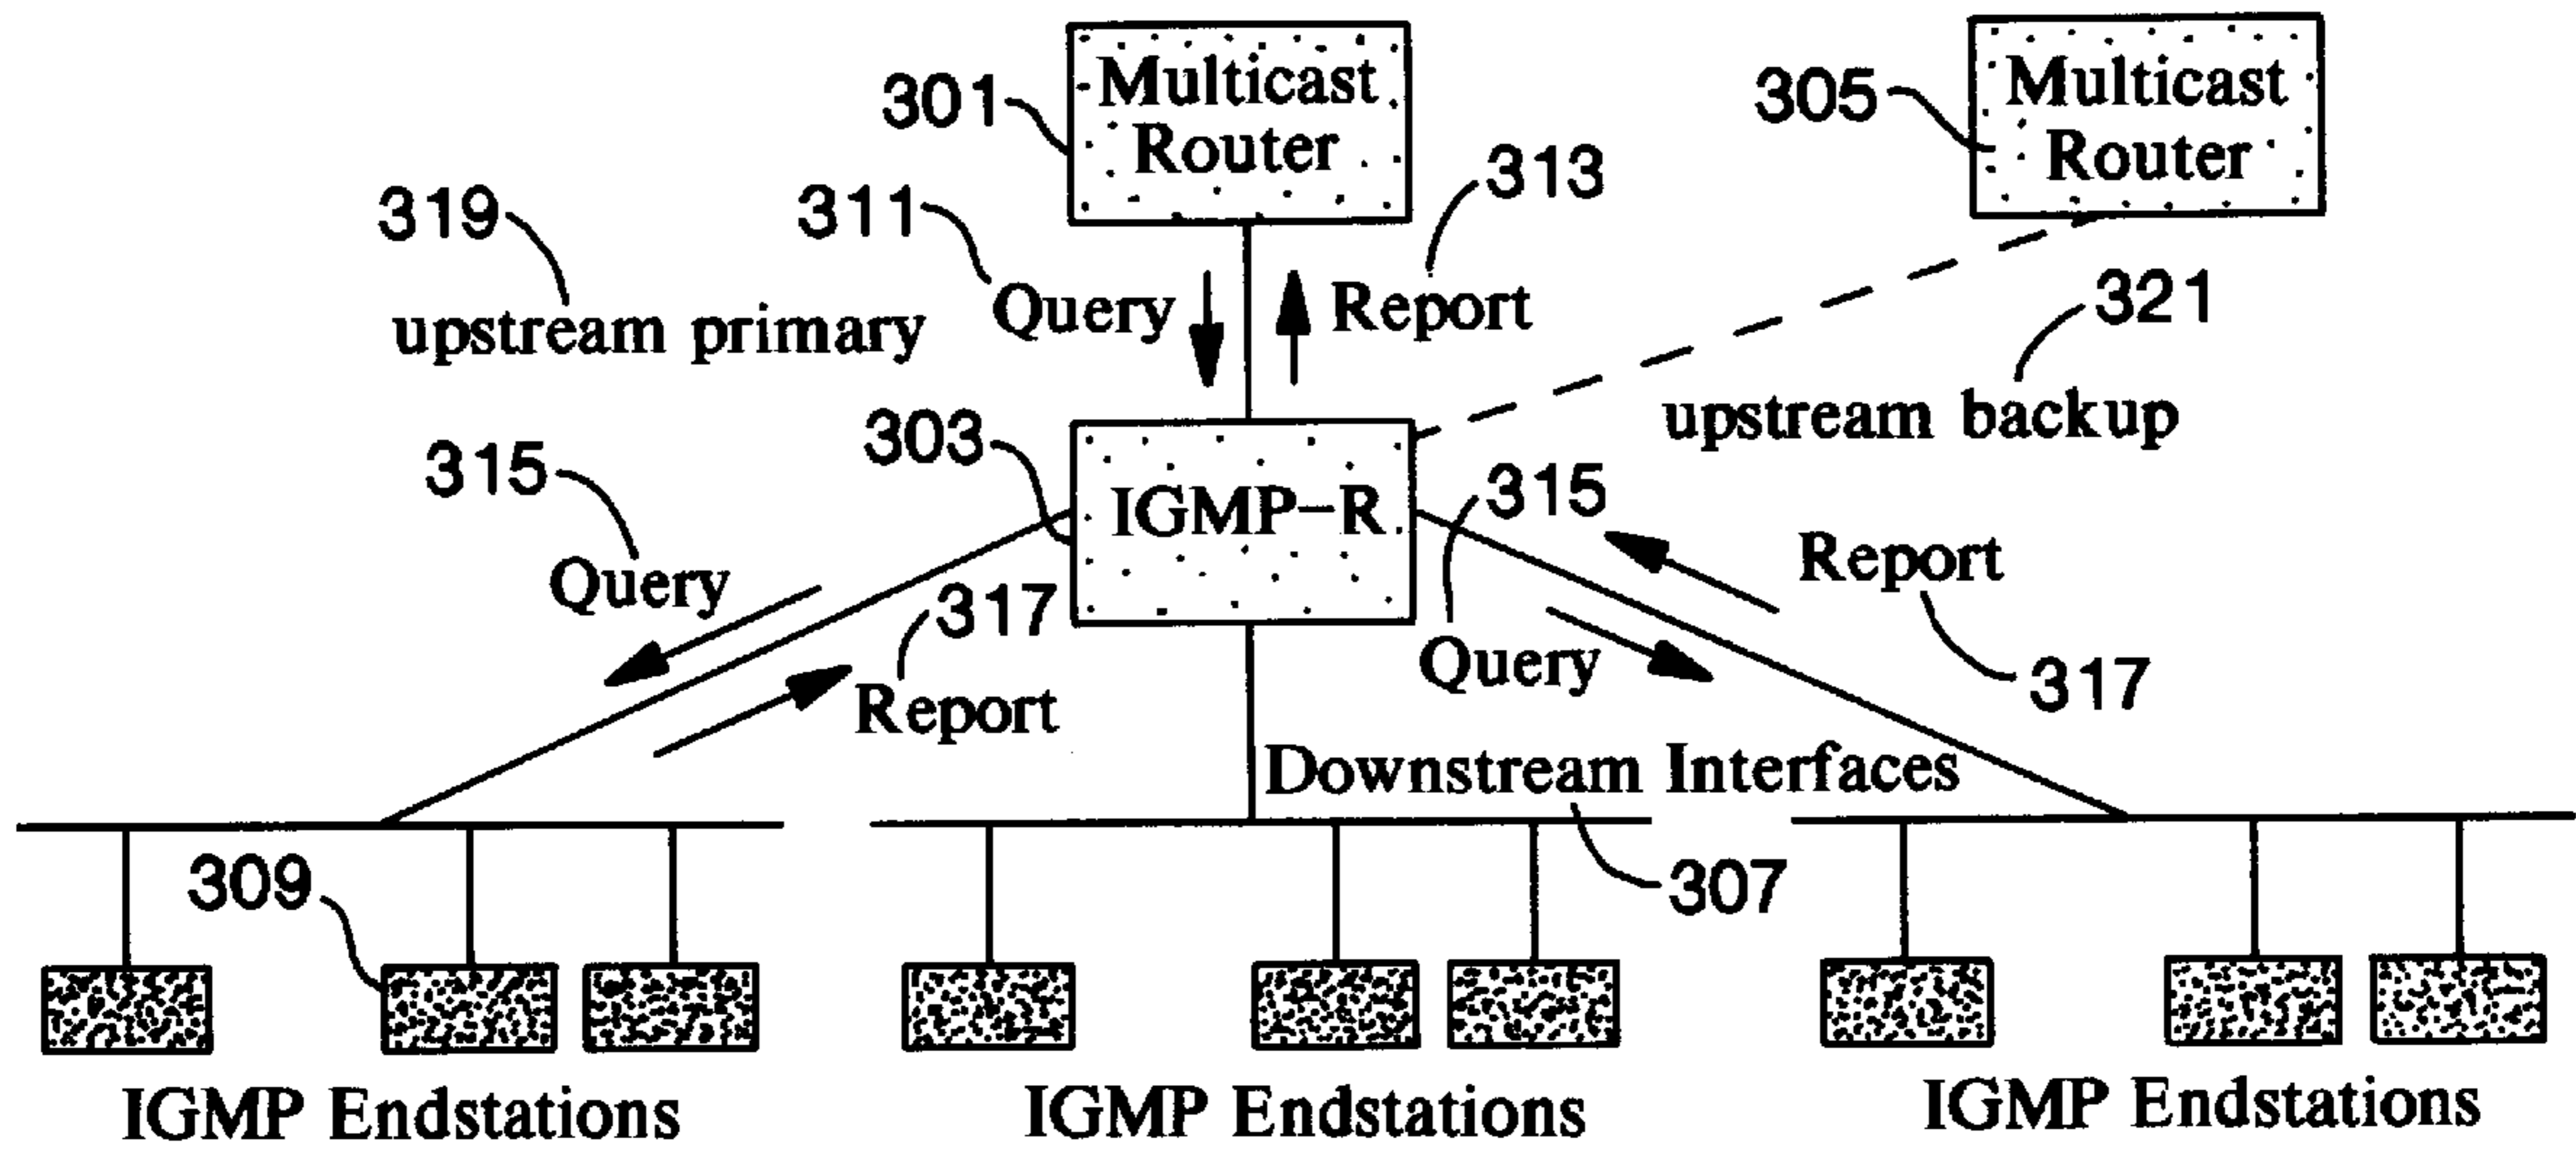 301
Multicast
Router
305
Multicast
Router
319
upstream primary
311
Query
313
Report
321
upstream backup
303
IGMP-R
315
Query
317
Report
315
Query
Report
317
Downstream Interfaces
307
309
IGMP Endstations
IGMP Endstations
IGMP Endstations